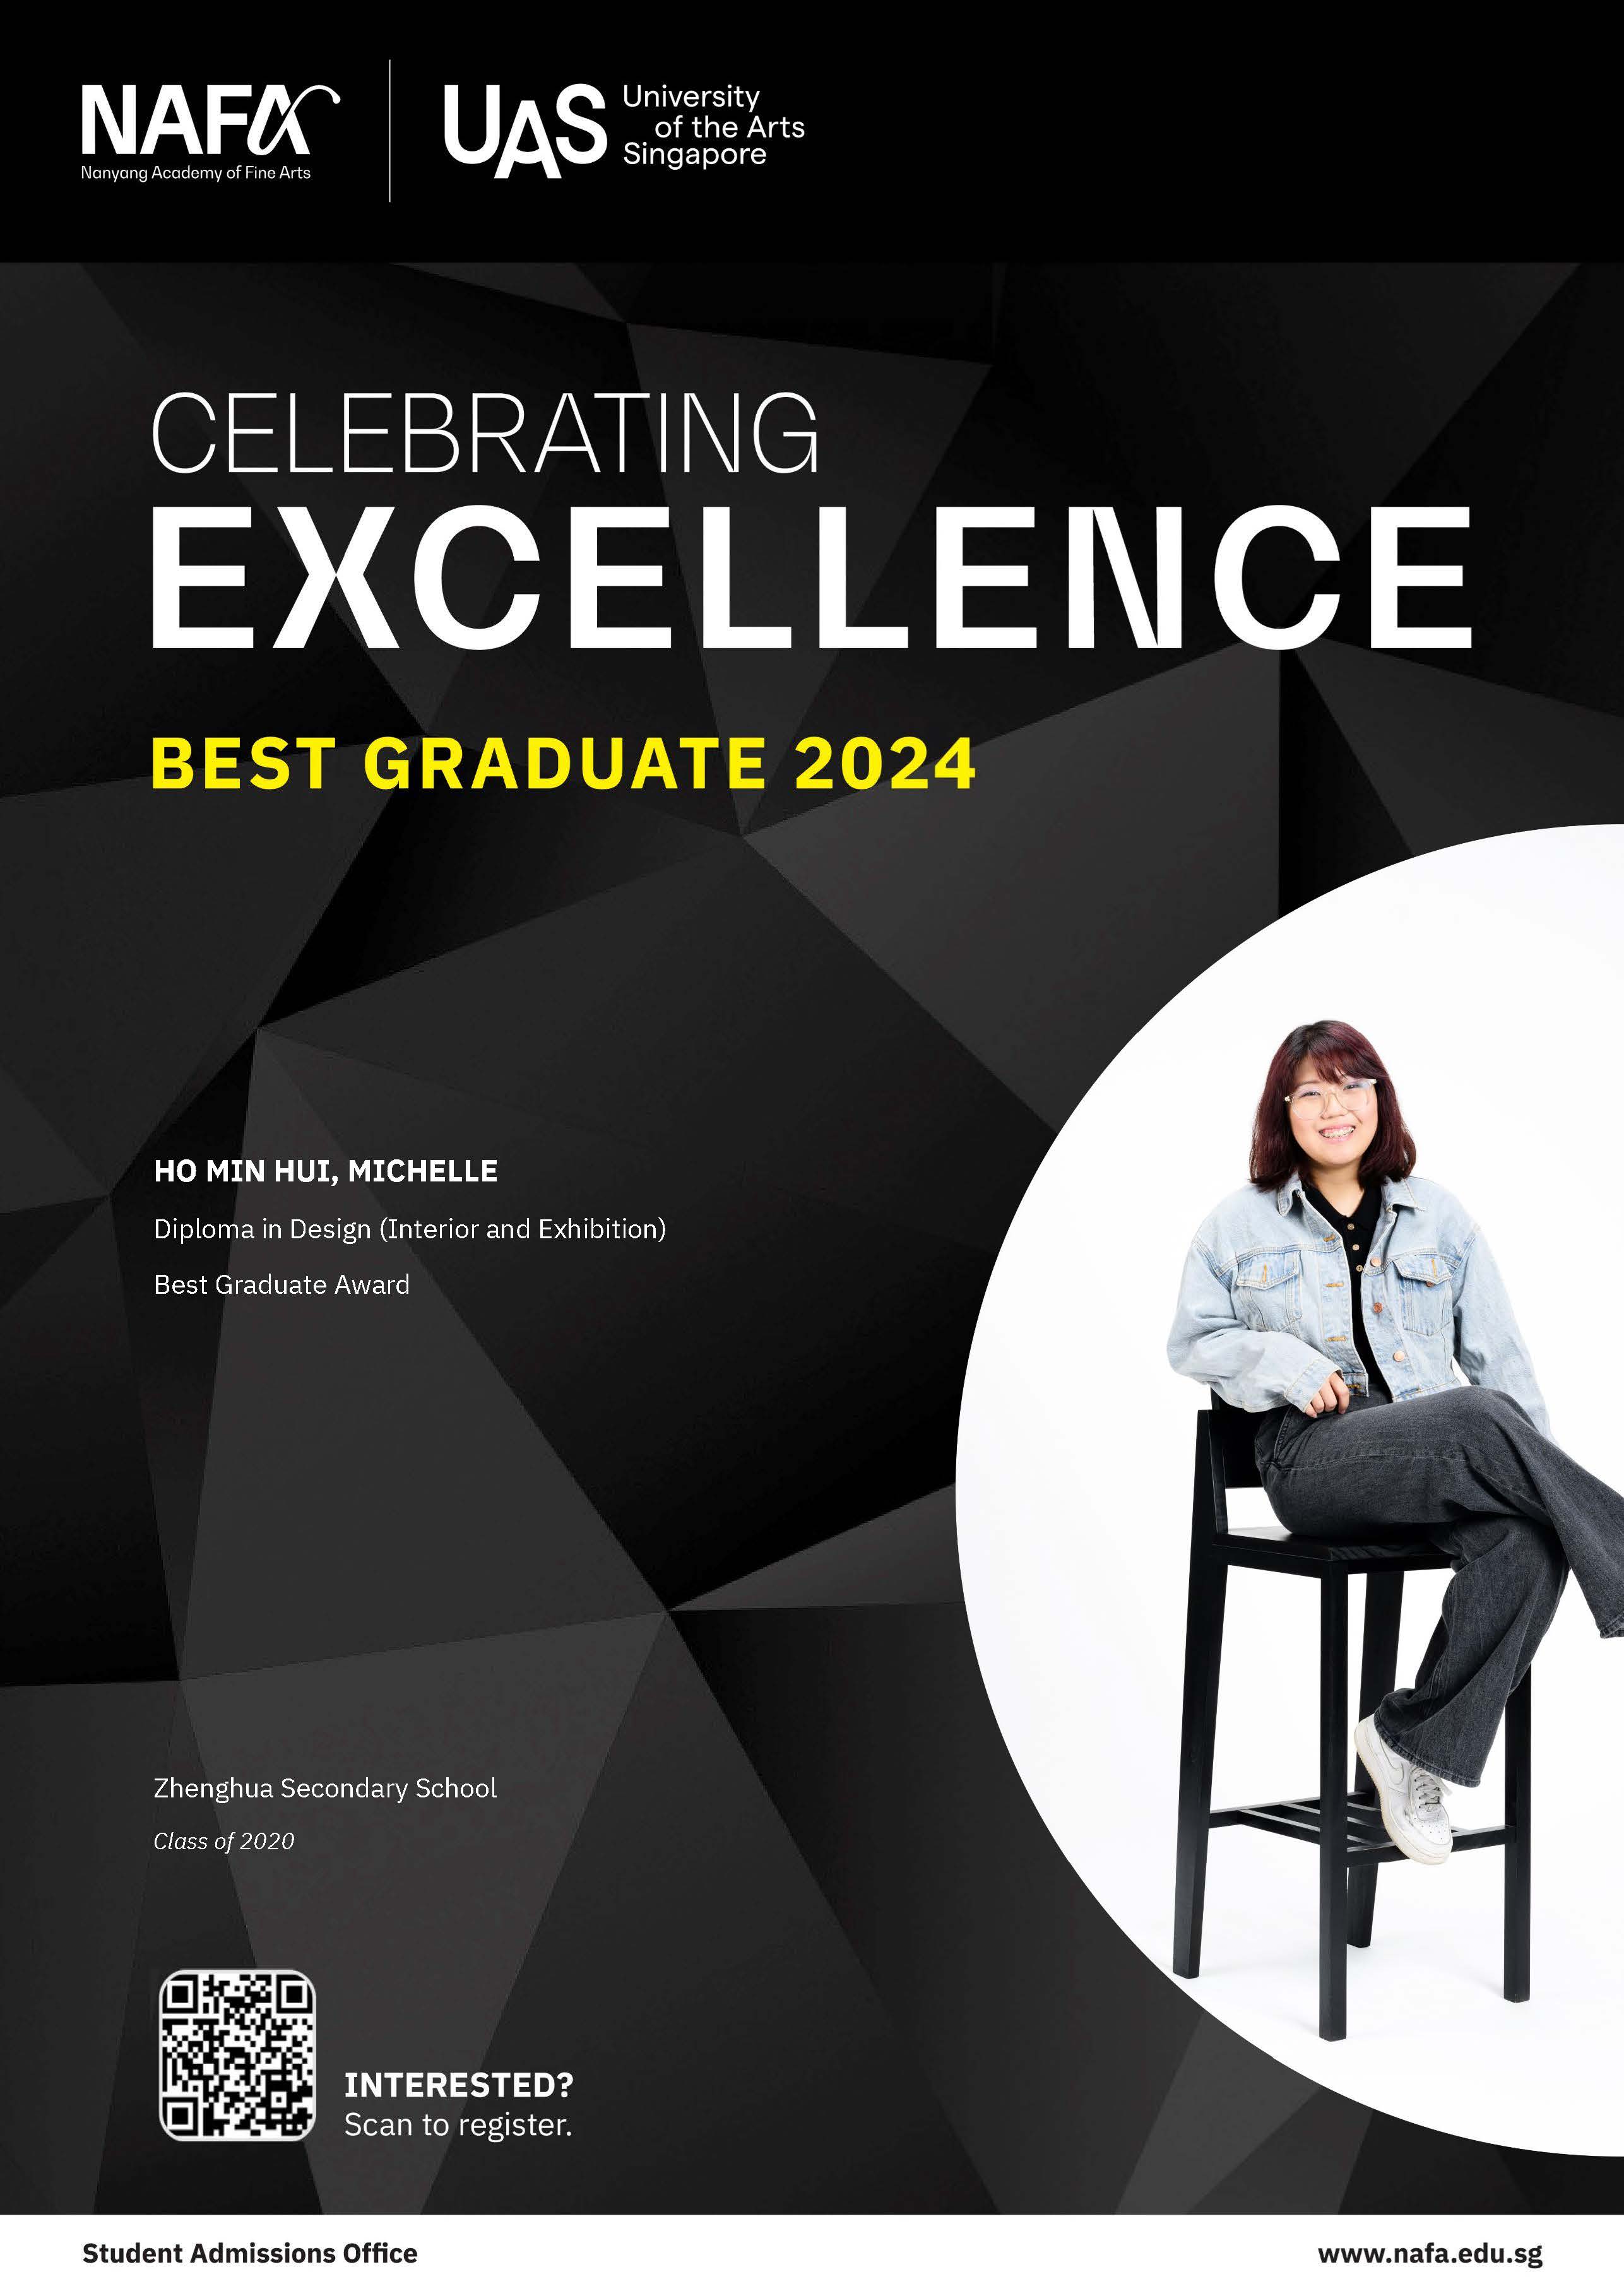 NAFA
Nanyang Academy of Fine Arts
UAS
University
of the Arts
Singapore
CELEBRATING
EXCELLENCE
BEST GRADUATE 2024
HO MIN HUI, MICHELLE
Diploma in Design (Interior and Exhibition)
Best Graduate Award
Zhenghua Secondary School
Class of 2020
INTERESTED?
Scan to register.
Student Admissions Office
www.nafa.edu.sg